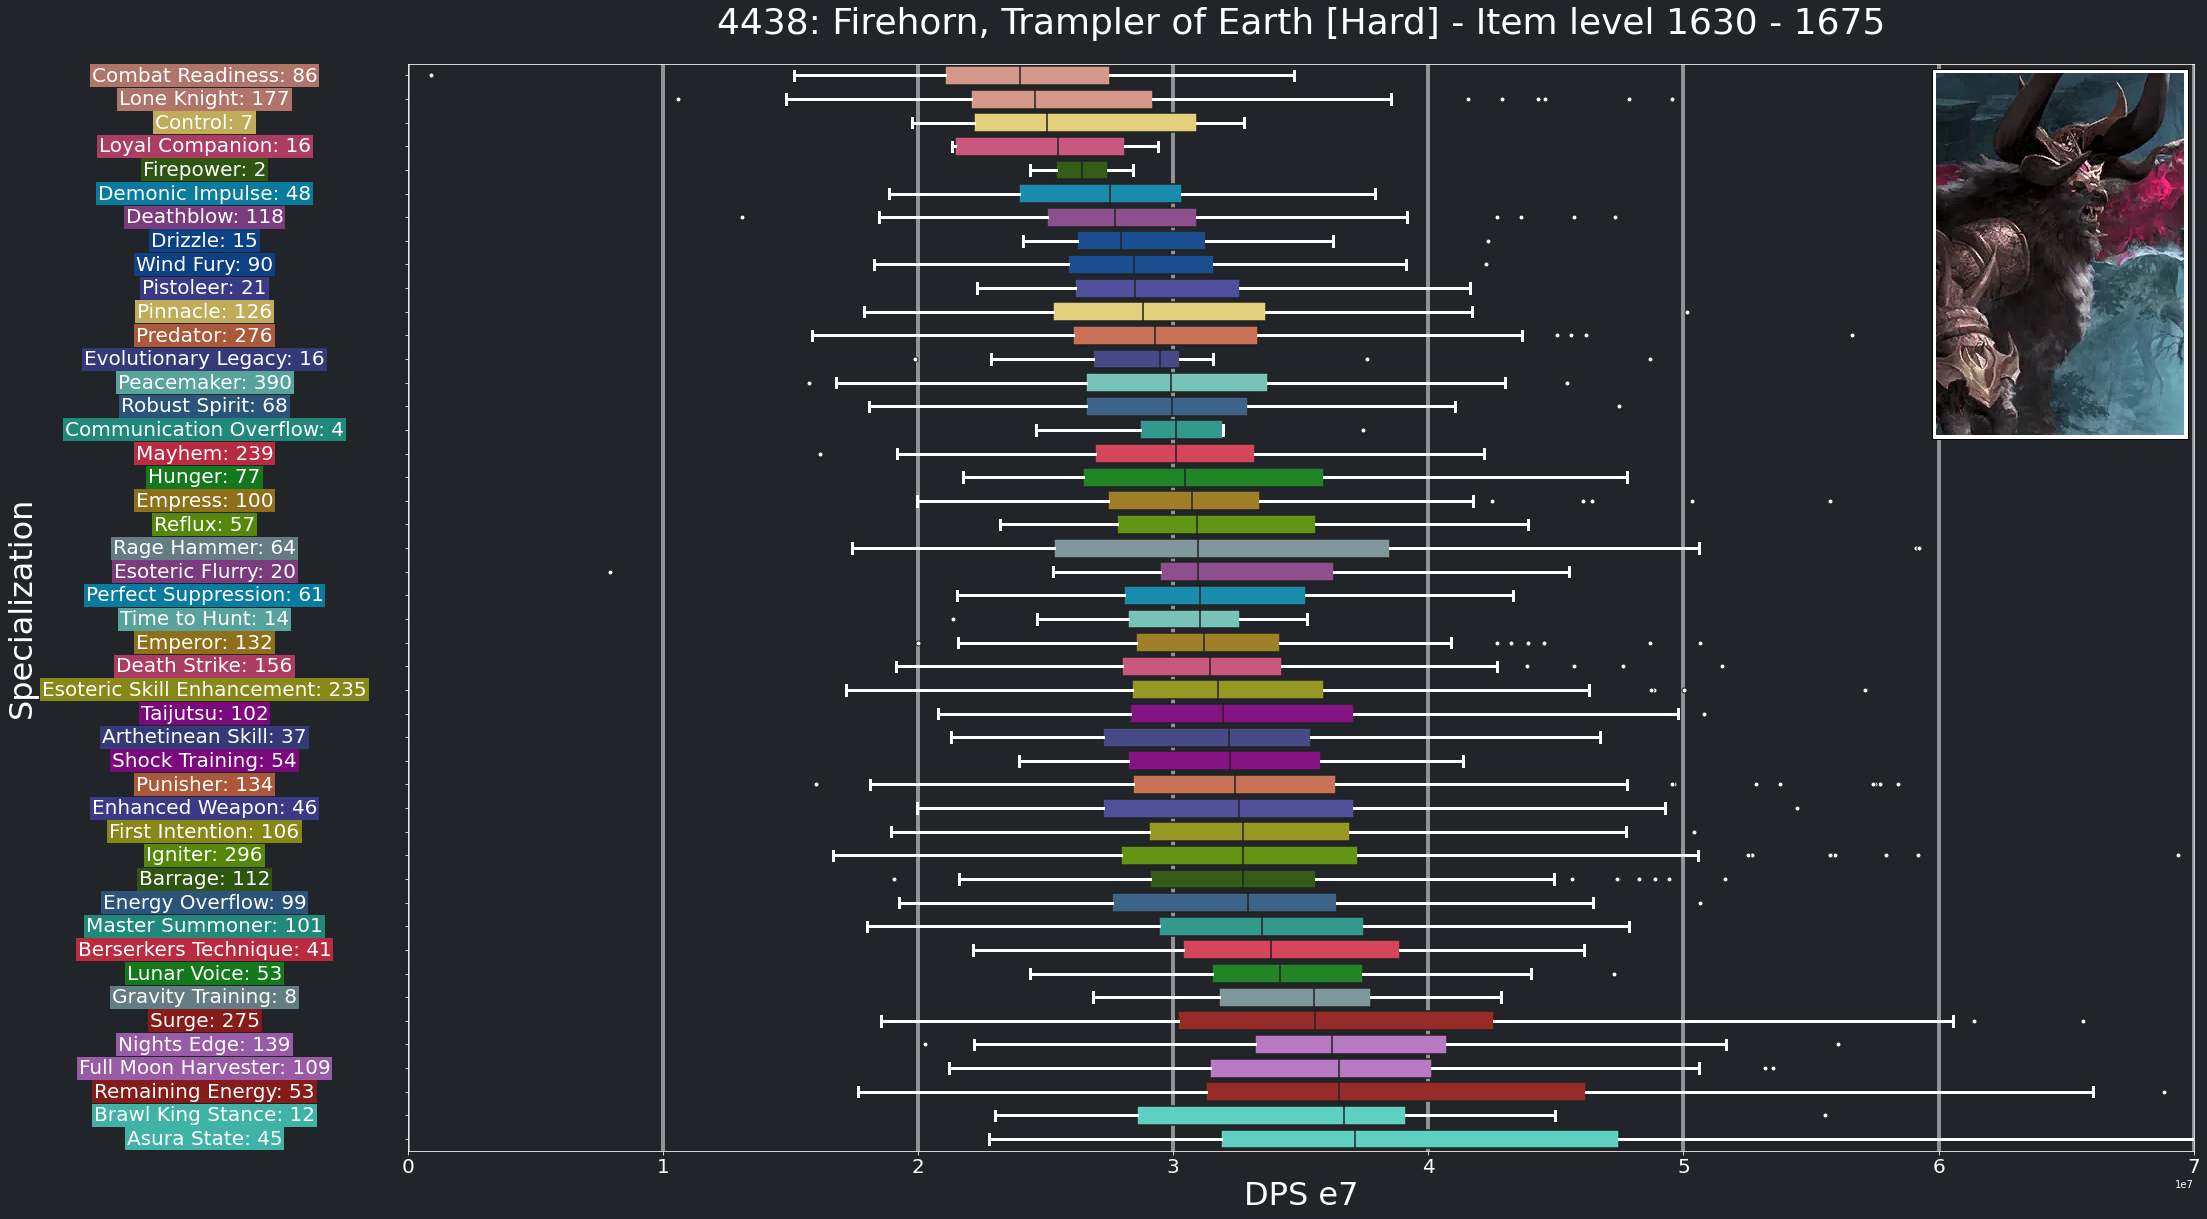 4438: Firehorn, Trampler of Earth [Hard] - Item level 1630 - 1675
Specialization
Combat Readiness: 86
Lone Knight: 177
Control: 7
Loyal Companion: 16
Firepower: 2
Demonic Impulse: 48
Deathblow: 118
Drizzle: 15
Wind Fury: 90
Pistoleer: 21
Pinnacle: 126
Predator: 276
Evolutionary Legacy: 16
Peacemaker: 390
Robust Spirit: 68
Communication Overflow: 4
Mayhem: 239
Hunger: 77
Empress: 100
Reflux: 57
Rage Hammer: 64
Esoteric Flurry: 20
Perfect Suppression: 61
Time to Hunt: 14
Emperor: 132
Death Strike: 156
Esoteric Skill Enhancement: 235
Taijutsu: 102
Arthetinean Skill: 37
Shock Training: 54
Punisher: 134
Enhanced Weapon: 46
First Intention: 106
Igniter: 296
Barrage: 112
Energy Overflow: 99
Master Summoner: 101
Berserkers Technique: 41
Lunar Voice: 53
Gravity Training: 8
Surge: 275
Nights Edge: 139
Full Moon Harvester: 109
Remaining Energy: 53
Brawl King Stance: 12
Asura State: 45
0 1 2 3 4 5 6 7
DPS e7
1e7